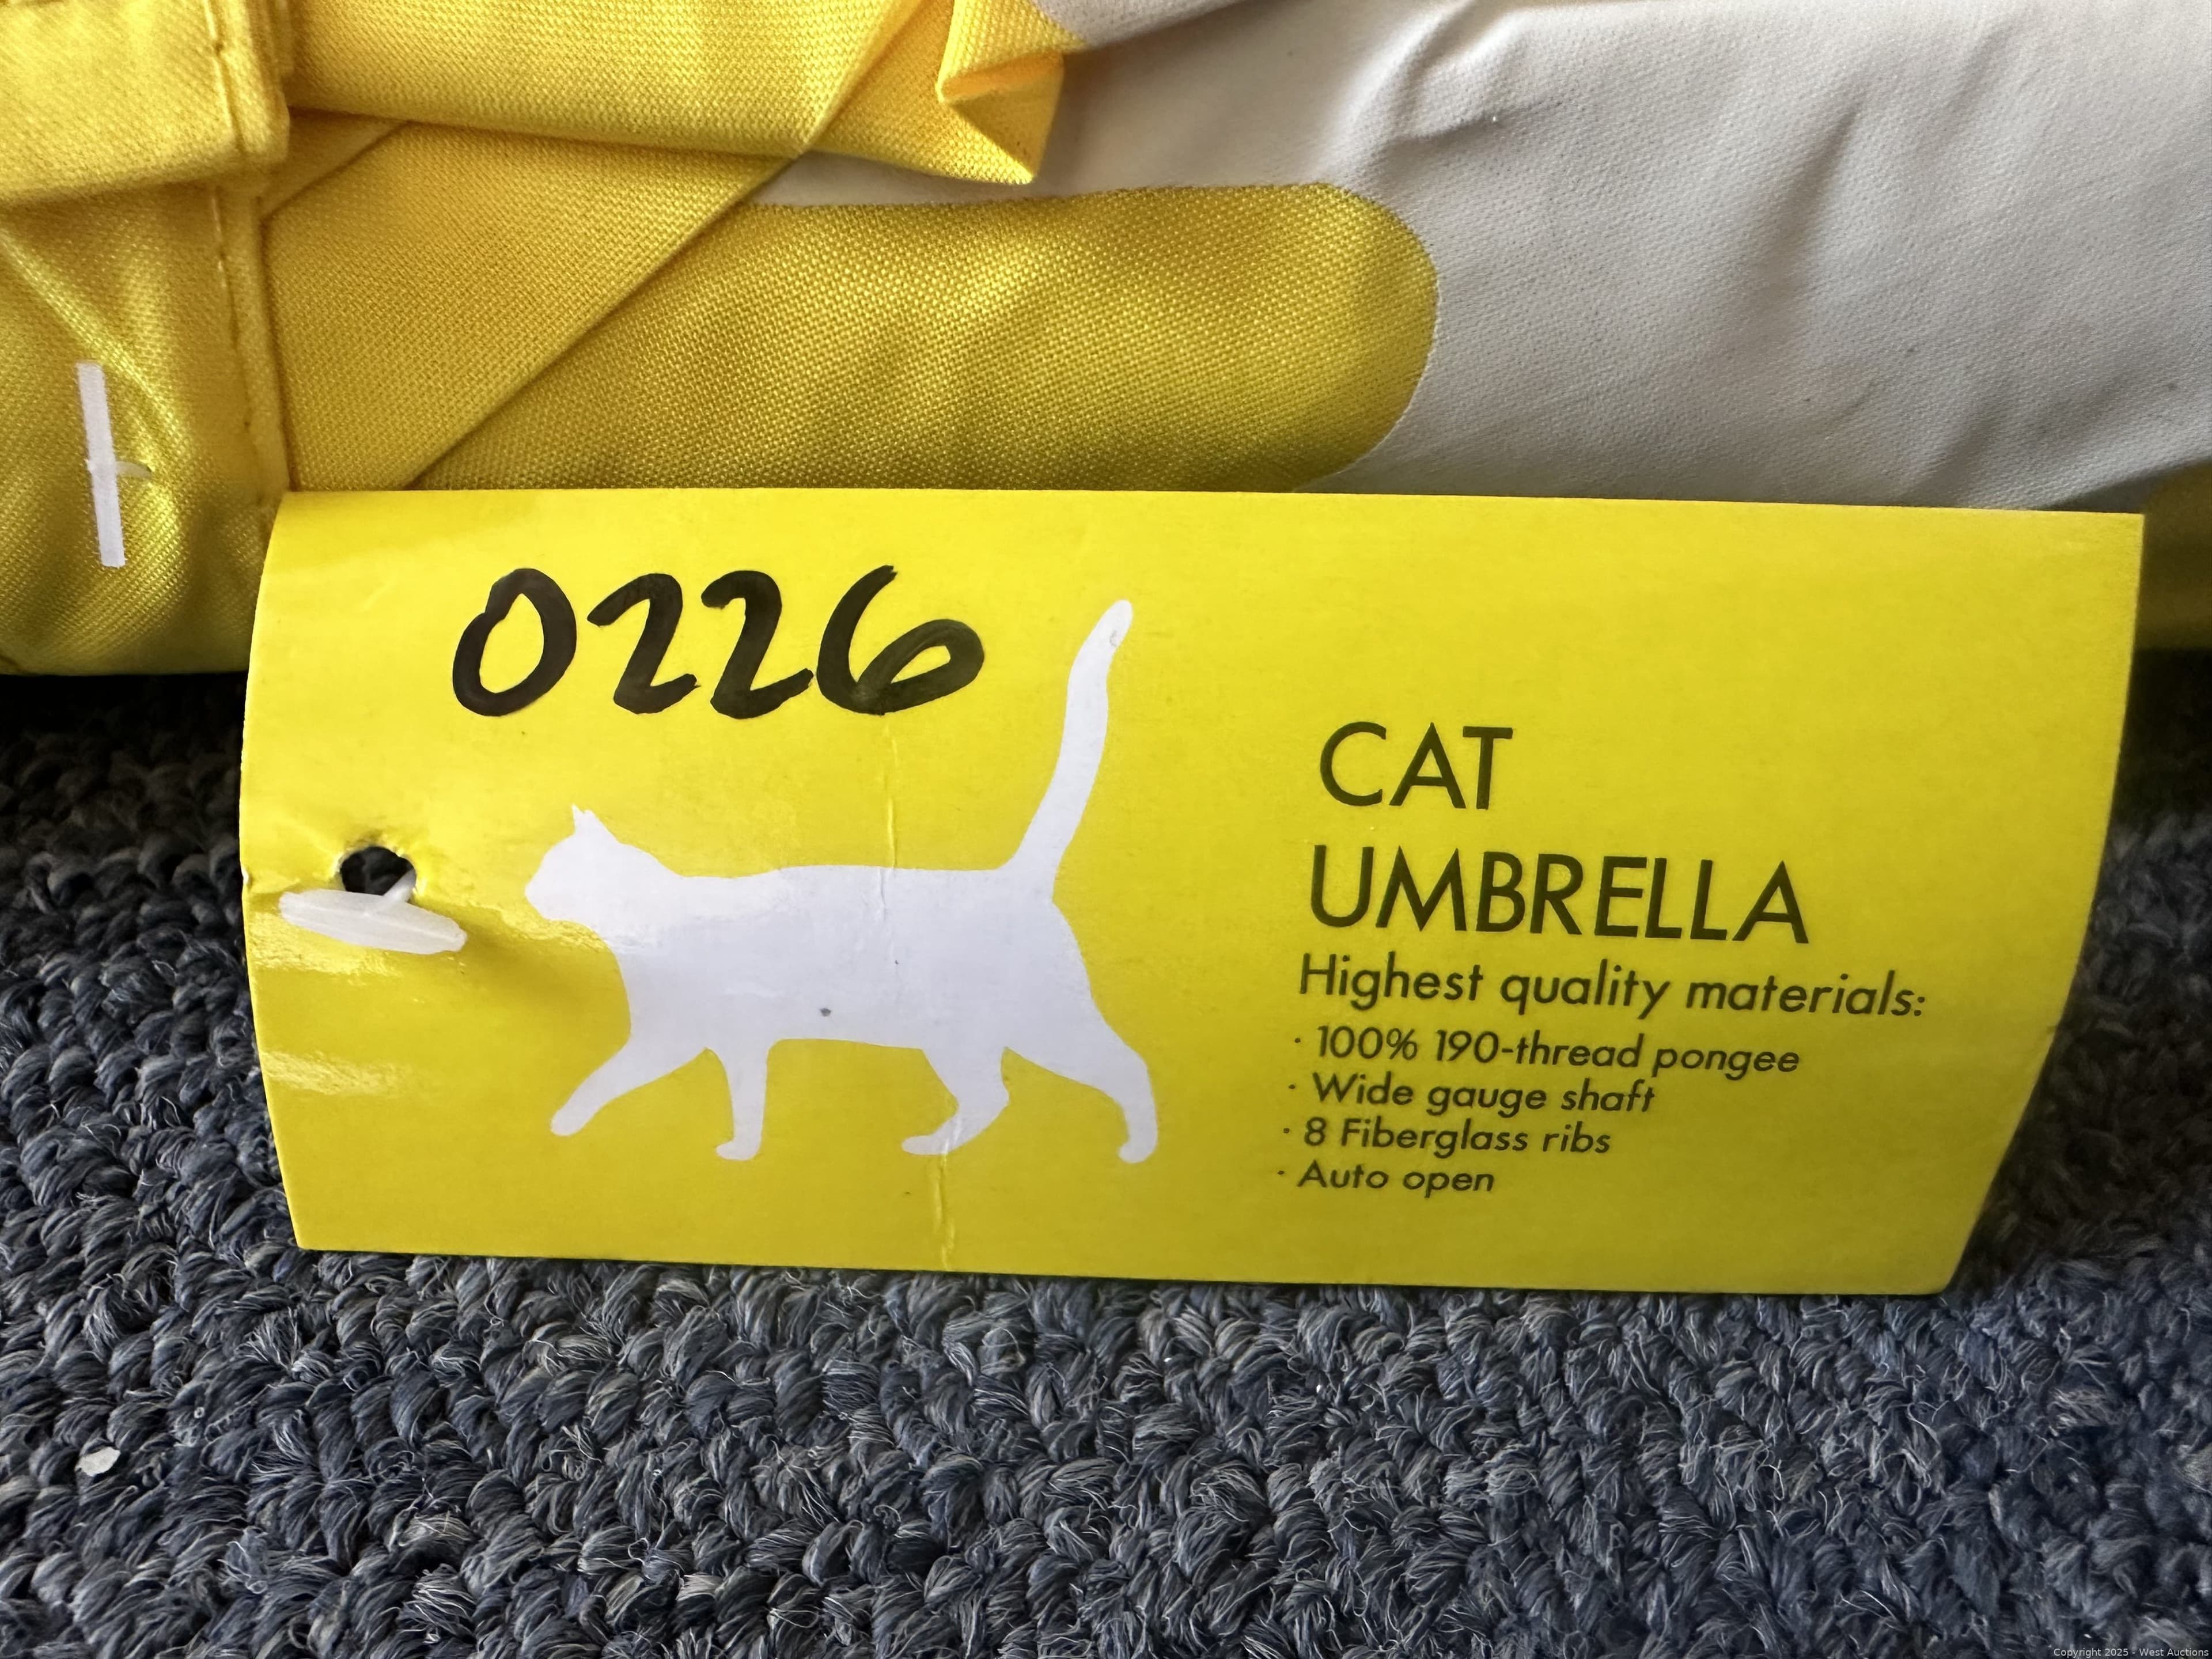 0226
CAT
UMBRELLA
Highest quality materials:
· 100% 190-thread pongee
· Wide gauge shaft
· 8 Fiberglass ribs
· Auto open
Copyright 2025 - West Auctions